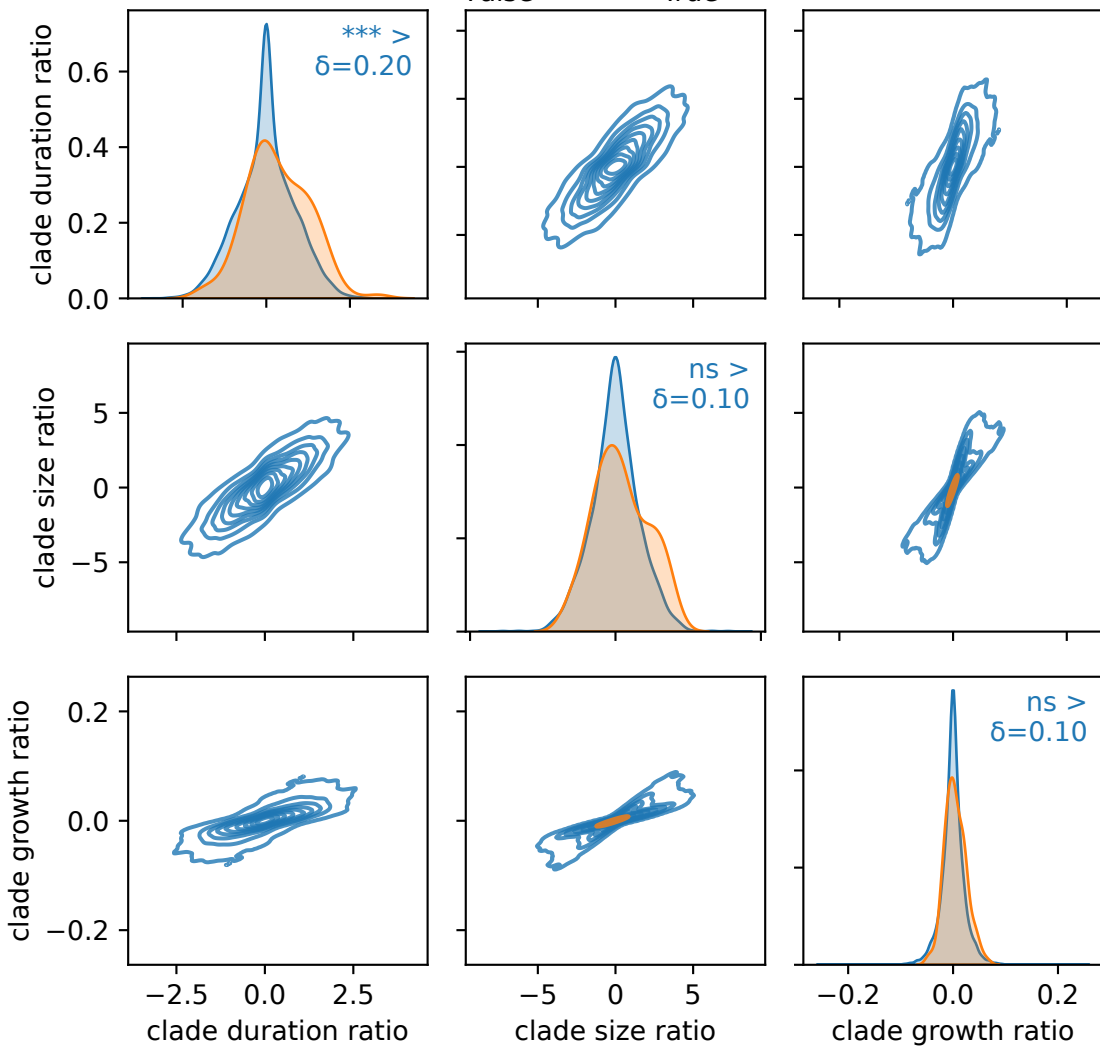 clade duration ratio
0.6
0.4
0.2
0.0
*** >
δ=0.20
clade size ratio
5
0
−5
ns >
δ=0.10
clade growth ratio
0.2
0.0
−0.2
ns >
δ=0.10
−2.5 0.0 2.5
−5 0 5
−0.2 0.0 0.2
clade duration ratio
clade size ratio
clade growth ratio